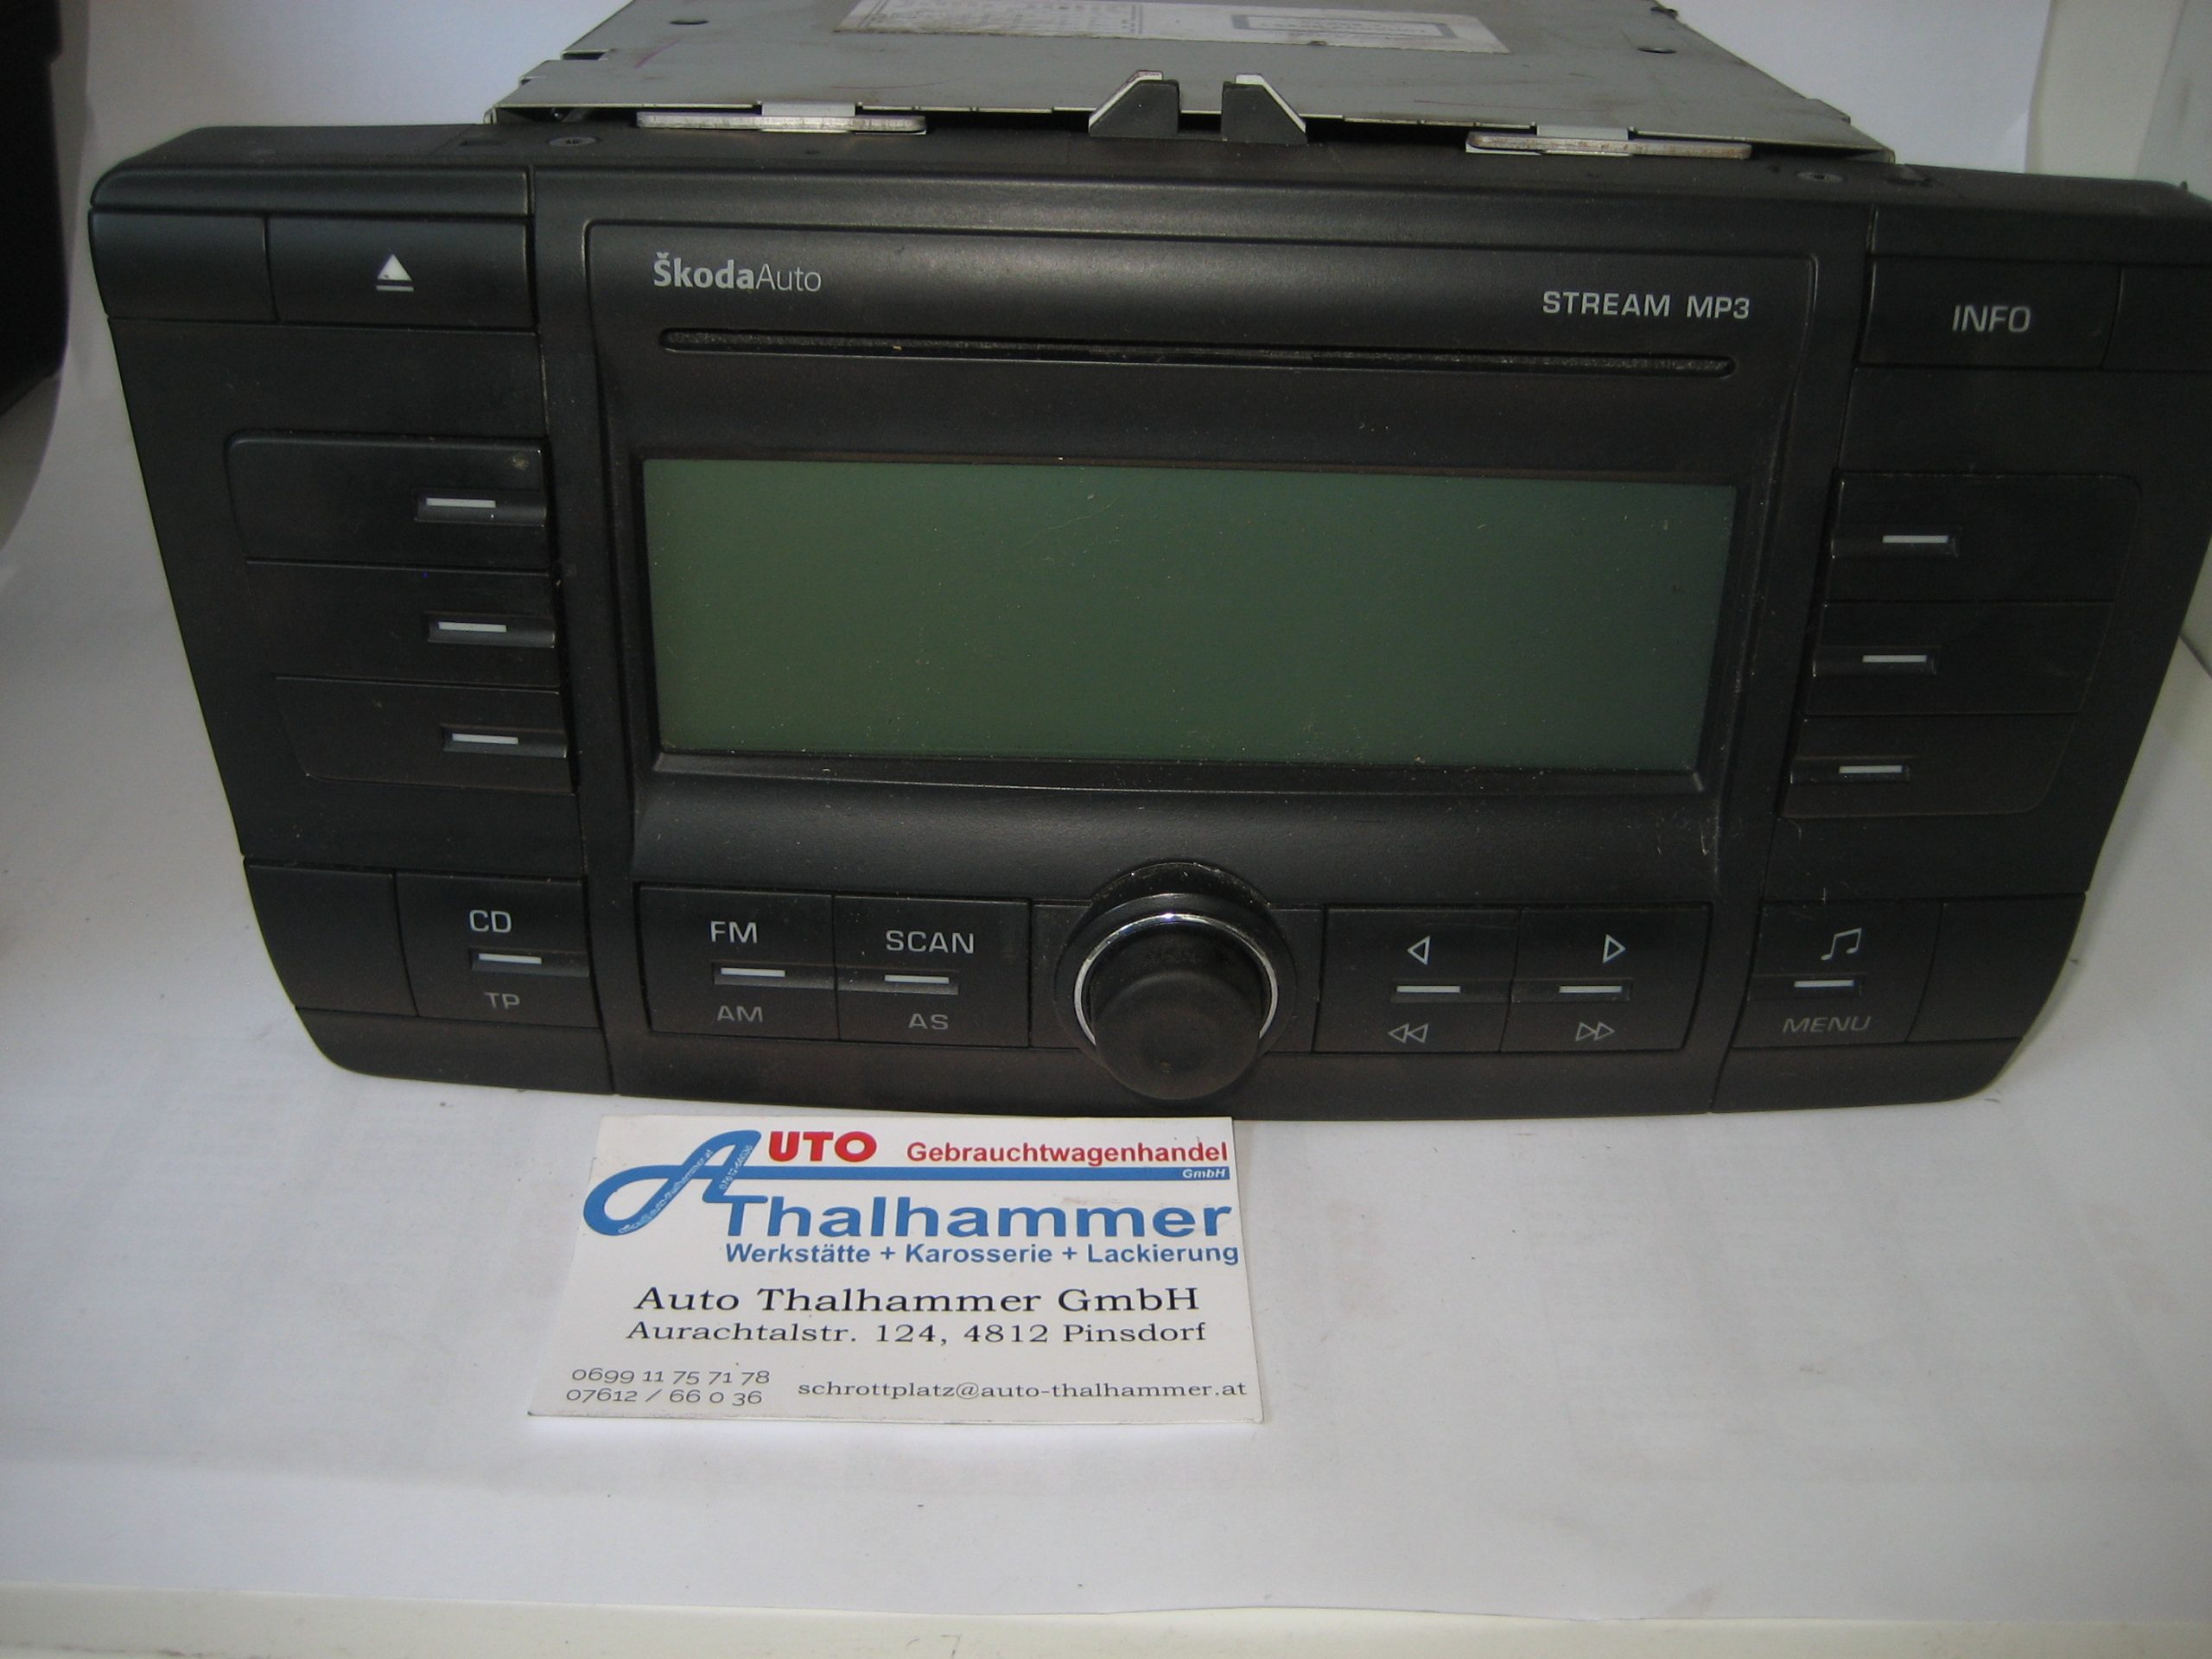 ŠkodaAuto
STREAM MP3
INFO
CD
TP
FM
AM
SCAN
AS
MENU
AUTO Gebrauchtwagenhandel
GmbH
Thalhammer
Werkstätte + Karosserie + Lackierung
Auto Thalhammer GmbH
Aurachtalstr. 124, 4812 Pinsdorf
0699 11 75 71 78
07612 / 66 0 36
schrottplatz@auto-thalhammer.at